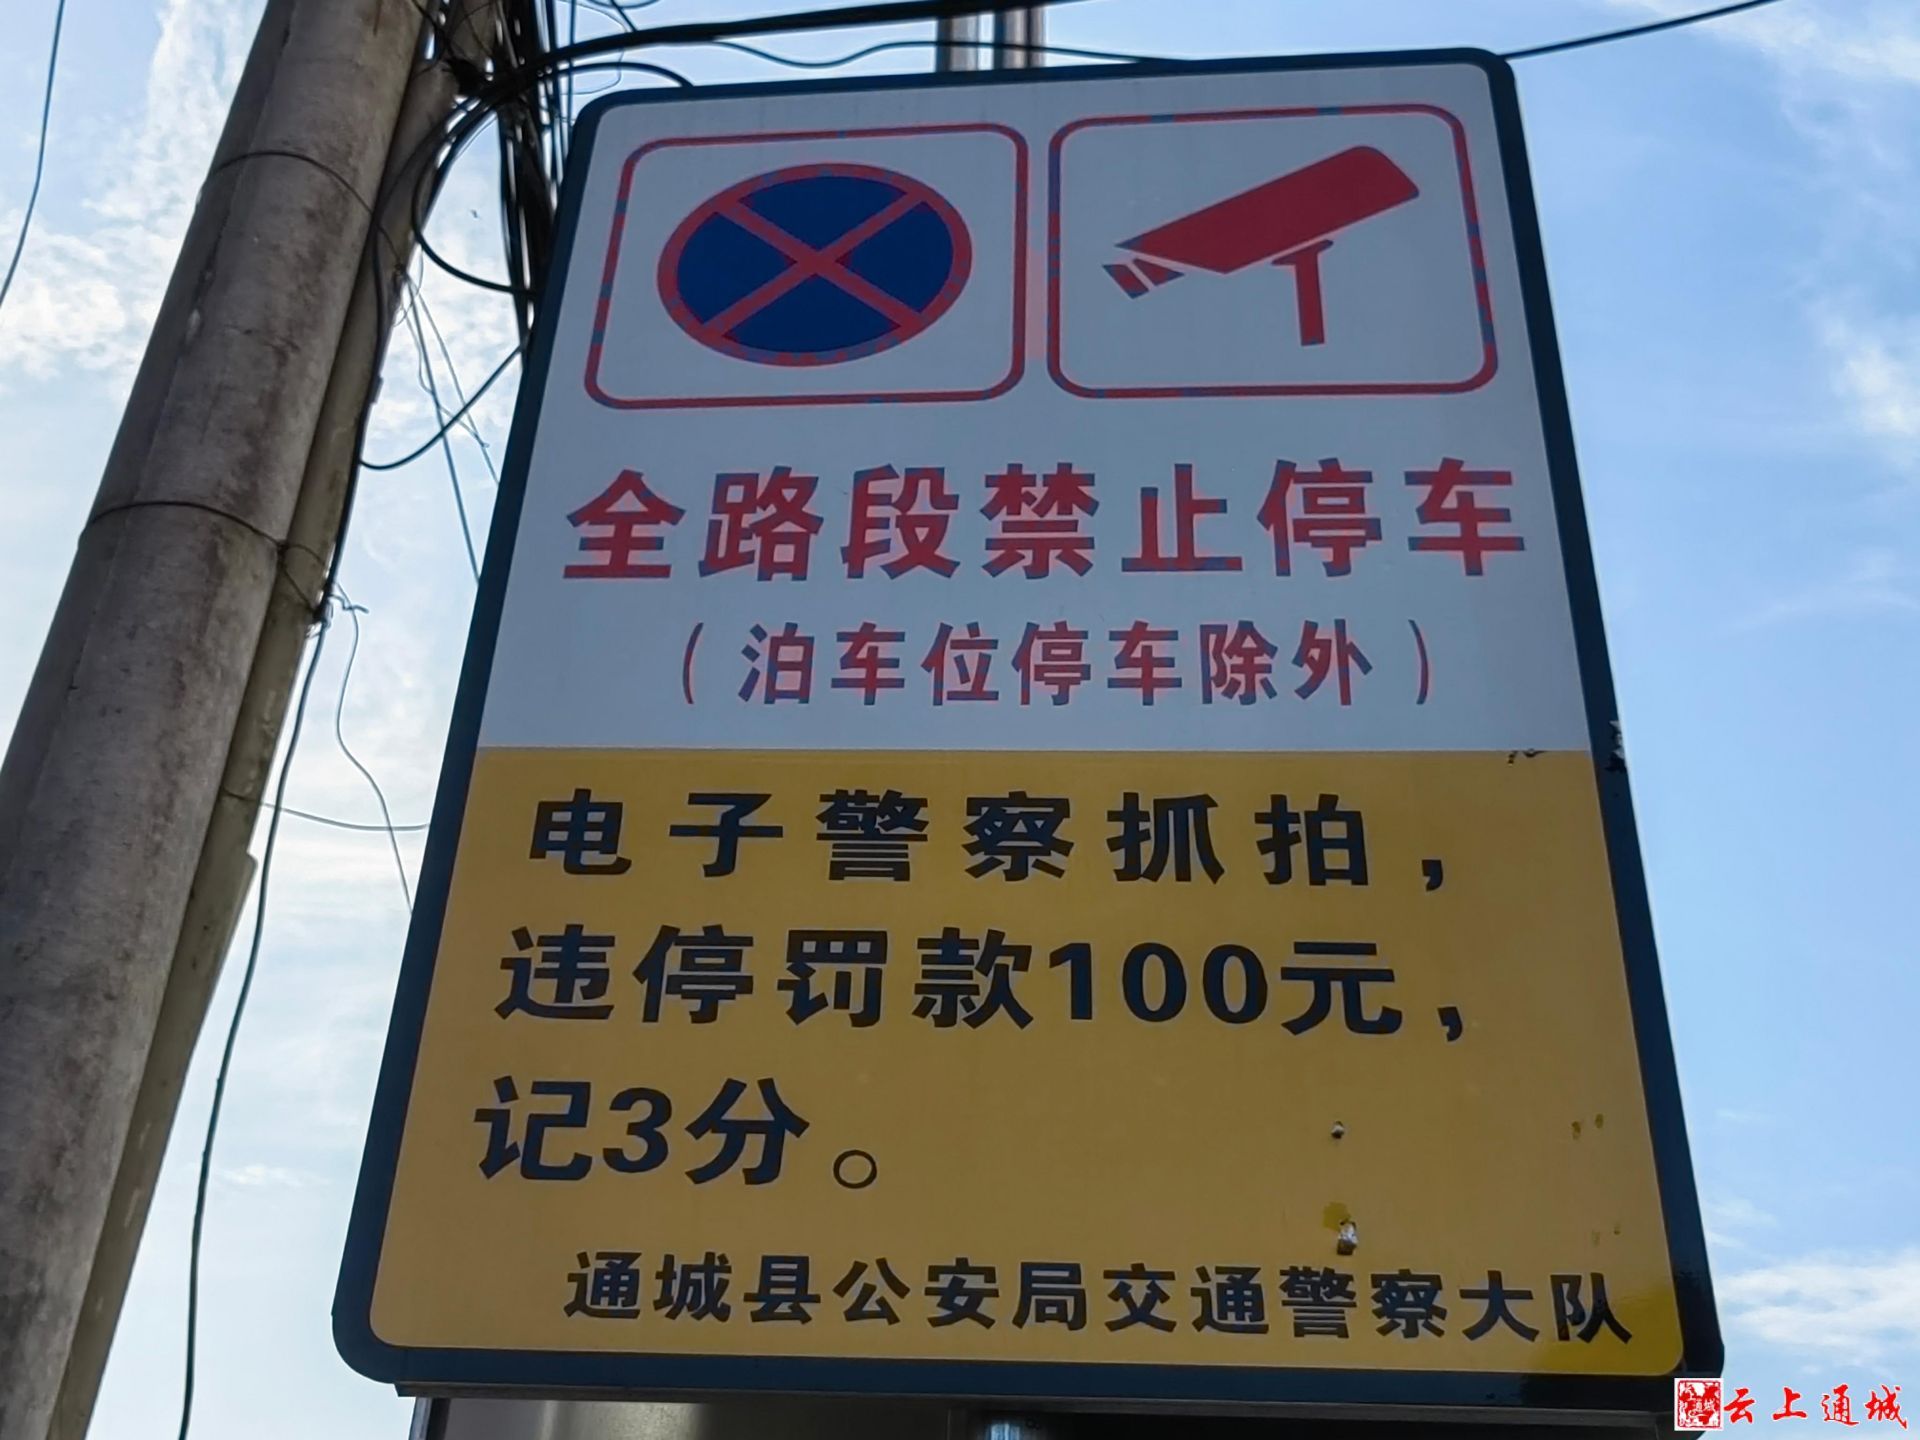 全路段禁止停车
（泊车位停车除外）
电子警察抓拍，
违停罚款100元，
记3分。
通城县公安局交通警察大队
云上通城